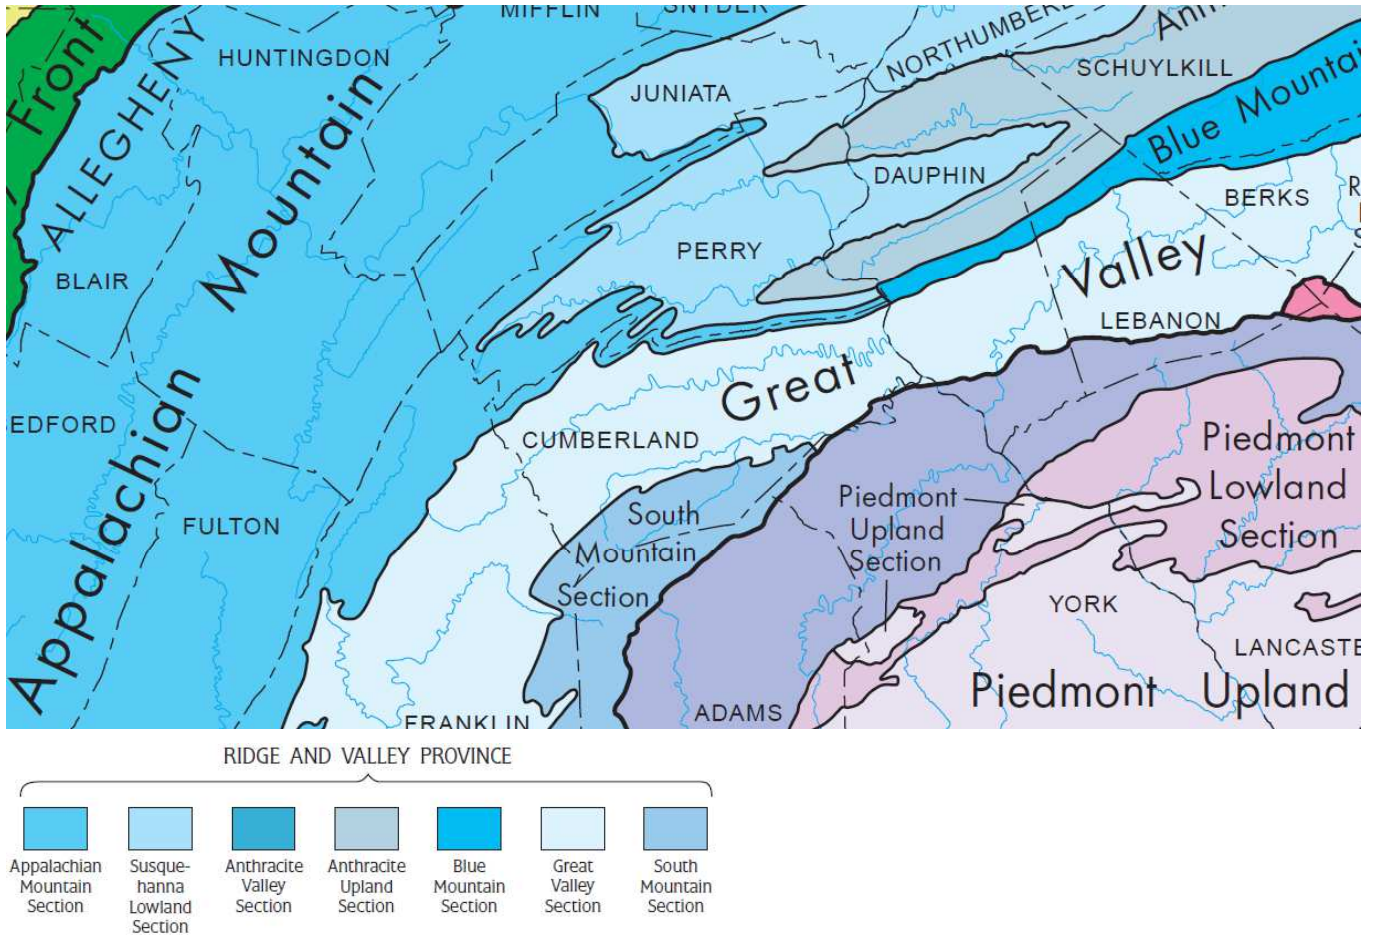 MIFFLIN
SNYDER
Front
ALLEGHENY
HUNTINGDON
JUNIATA
NORTHUMBERL
SCHUYLKILL
Blue Mountai
Mountain
DAUPHIN
BERKS
PERRY
BLAIR
Valley
LEBANON
Great
Appalachian
EDFORD
CUMBERLAND
Piedmont
Lowland
Section
FULTON
South
Mountain
Section
Piedmont
Upland
Section
YORK
LANCASTE
Piedmont Upland
ADAMS
FRANKLIN
RIDGE AND VALLEY PROVINCE
Appalachian
Mountain
Section
Susque-
hanna
Lowland
Section
Anthracite
Valley
Section
Anthracite
Upland
Section
Blue
Mountain
Section
Great
Valley
Section
South
Mountain
Section